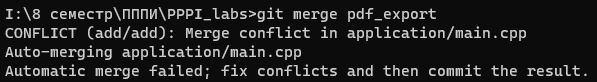 I:\8 семестр\ПППИ\PPPI_labs>git merge pdf_export
CONFLICT (add/add): Merge conflict in application/main.cpp
Auto-merging application/main.cpp
Automatic merge failed; fix conflicts and then commit the result.